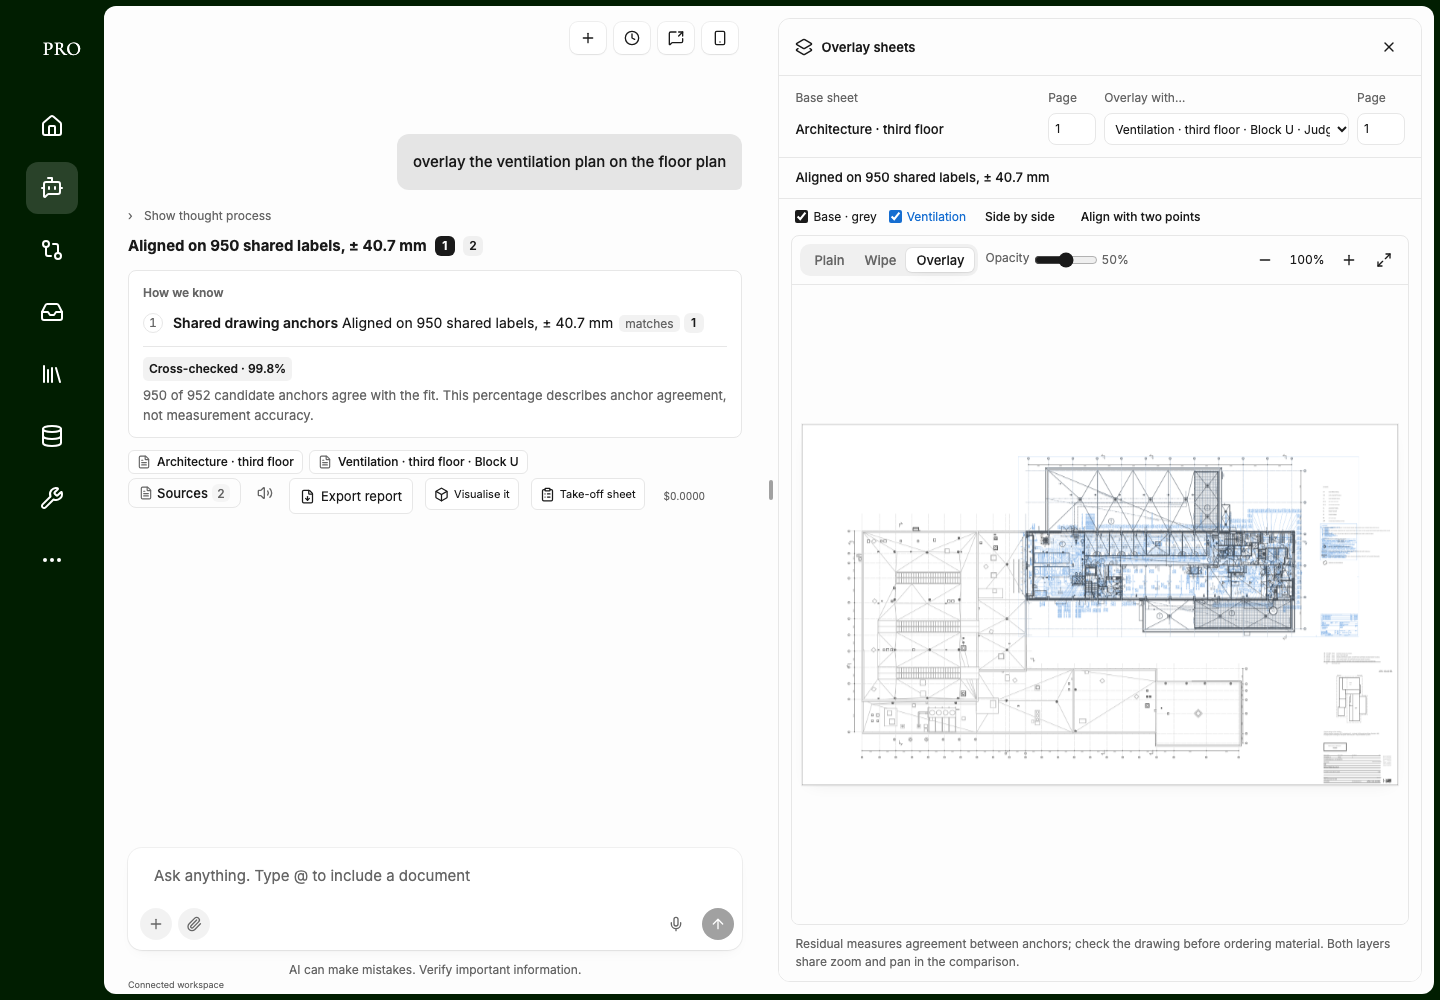 PRO
overlay the ventilation plan on the floor plan
Show thought process
Aligned on 950 shared labels, ± 40.7 mm 1 2
How we know
1 Shared drawing anchors Aligned on 950 shared labels, ± 40.7 mm matches 1
Cross-checked · 99.8%
950 of 952 candidate anchors agree with the fit. This percentage describes anchor agreement,
not measurement accuracy.
Architecture · third floor Ventilation · third floor · Block U
Sources 2 Export report Visualise it Take-off sheet $0.0000
Ask anything. Type @ to include a document
AI can make mistakes. Verify important information.
Connected workspace
Overlay sheets
Base sheet Page Overlay with... Page
Architecture · third floor 1 Ventilation · third floor · Block U · Judg 1
Aligned on 950 shared labels, ± 40.7 mm
Base · grey Ventilation Side by side Align with two points
Plain Wipe Overlay Opacity 50% 100%
Residual measures agreement between anchors; check the drawing before ordering material. Both layers
share zoom and pan in the comparison.